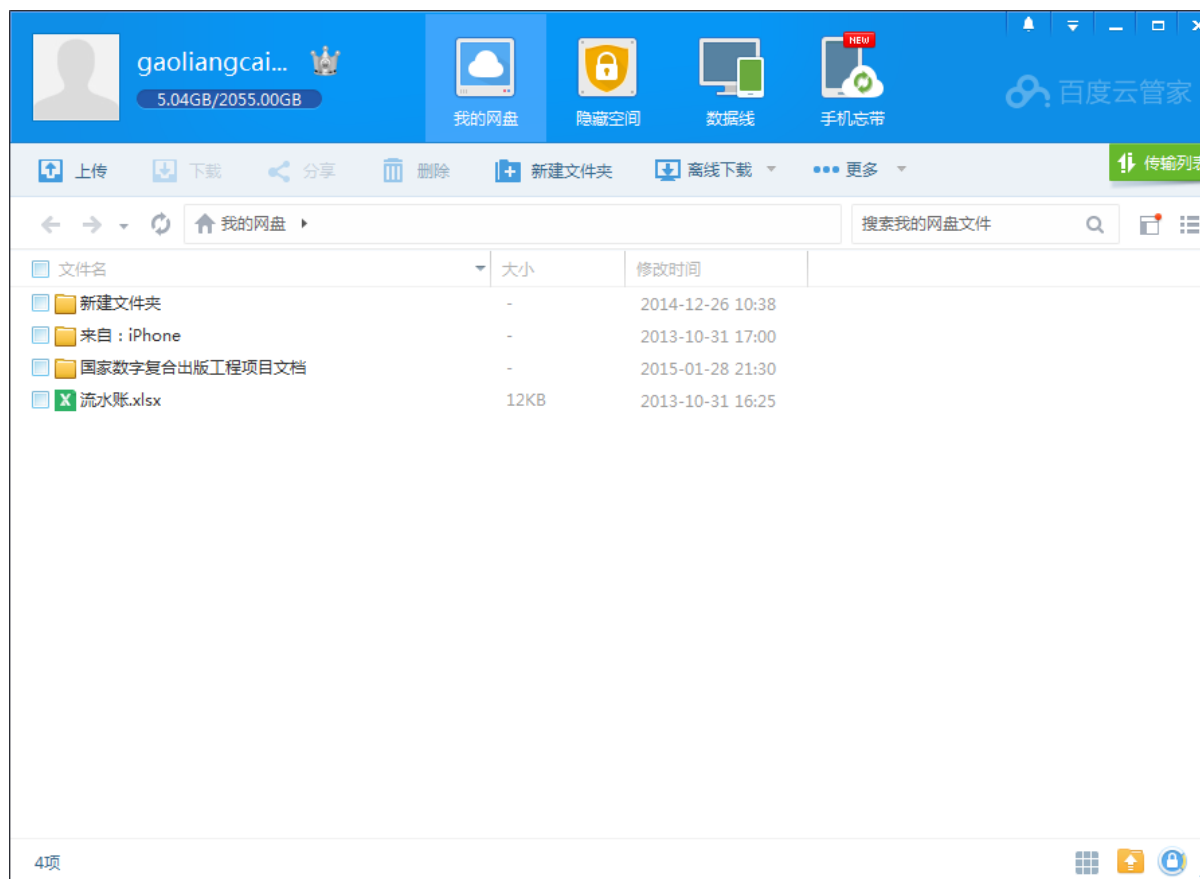 gaoliangcai...
5.04GB/2055.00GB
我的网盘
隐藏空间
数据线
NEW
手机忘带
百度云管家
上传
下载
分享
删除
新建文件夹
离线下载
更多
传输列表
我的网盘
搜索我的网盘文件
文件名 大小 修改时间
新建文件夹 - 2014-12-26 10:38
来自：iPhone - 2013-10-31 17:00
国家数字复合出版工程项目文档 - 2015-01-28 21:30
流水账.xlsx 12KB 2013-10-31 16:25
4项